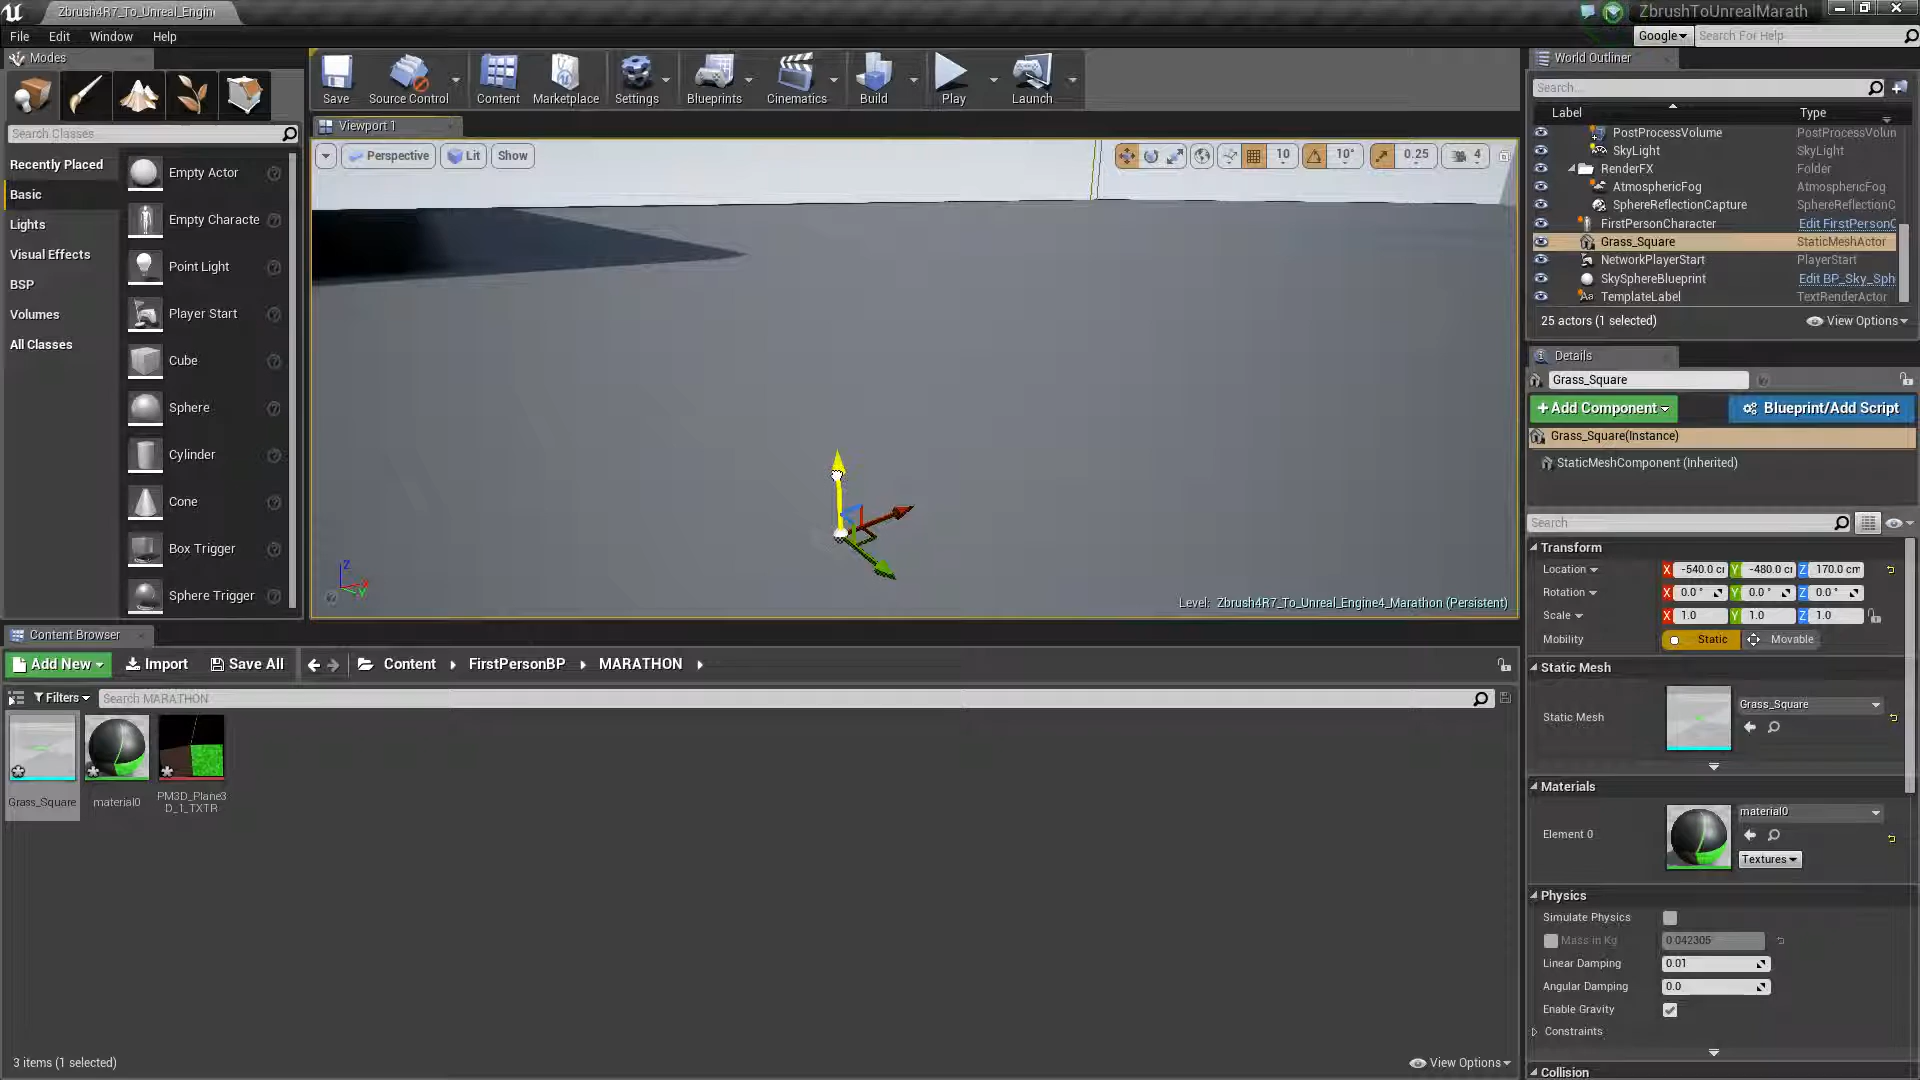 Zbrush4R7_To_Unreal_Engin
ZbrushToUnrealMarath
File Edit Window Help
Google
Search For Help
Modes
Search Classes
Recently Placed
Basic
Lights
Visual Effects
BSP
Volumes
All Classes
Empty Actor
Empty Characte
Point Light
Player Start
Cube
Sphere
Cylinder
Cone
Box Trigger
Sphere Trigger
Save
Source Control
Content
Marketplace
Settings
Blueprints
Cinematics
Build
Play
Launch
Viewport 1
Perspective
Lit
Show
10
10°
0.25
4
Z
X
Y
Level: Zbrush4R7_To_Unreal_Engine4_Marathon (Persistent)
World Outliner
Search...
Label Type
PostProcessVolume PostProcessVolun
SkyLight SkyLight
RenderFX Folder
AtmosphericFog AtmosphericFog
SphereReflectionCapture SphereReflectionC
FirstPersonCharacter Edit FirstPersonC
Grass_Square StaticMeshActor
NetworkPlayerStart PlayerStart
SkySphereBlueprint Edit BP_Sky_Sph
TemplateLabel TextRenderActor
25 actors (1 selected)
View Options
Details
Grass_Square
Add Component
Blueprint/Add Script
Grass_Square(Instance)
StaticMeshComponent (Inherited)
Search
Transform
Location X -540.0 cm Y -480.0 cm Z 170.0 cm
Rotation X 0.0 ° Y 0.0 ° Z 0.0 °
Scale X 1.0 Y 1.0 Z 1.0
Mobility Static Movable
Static Mesh
Static Mesh
Grass_Square
Materials
Element 0
material0
Textures
Physics
Simulate Physics
Mass in Kg 0.042305
Linear Damping 0.01
Angular Damping 0.0
Enable Gravity
Constraints
Collision
Content Browser
Add New
Import
Save All
Content
FirstPersonBP
MARATHON
Filters
Search MARATHON
Grass_Square
material0
PM3D_Plane3
D_1_TXTR
3 items (1 selected)
View Options